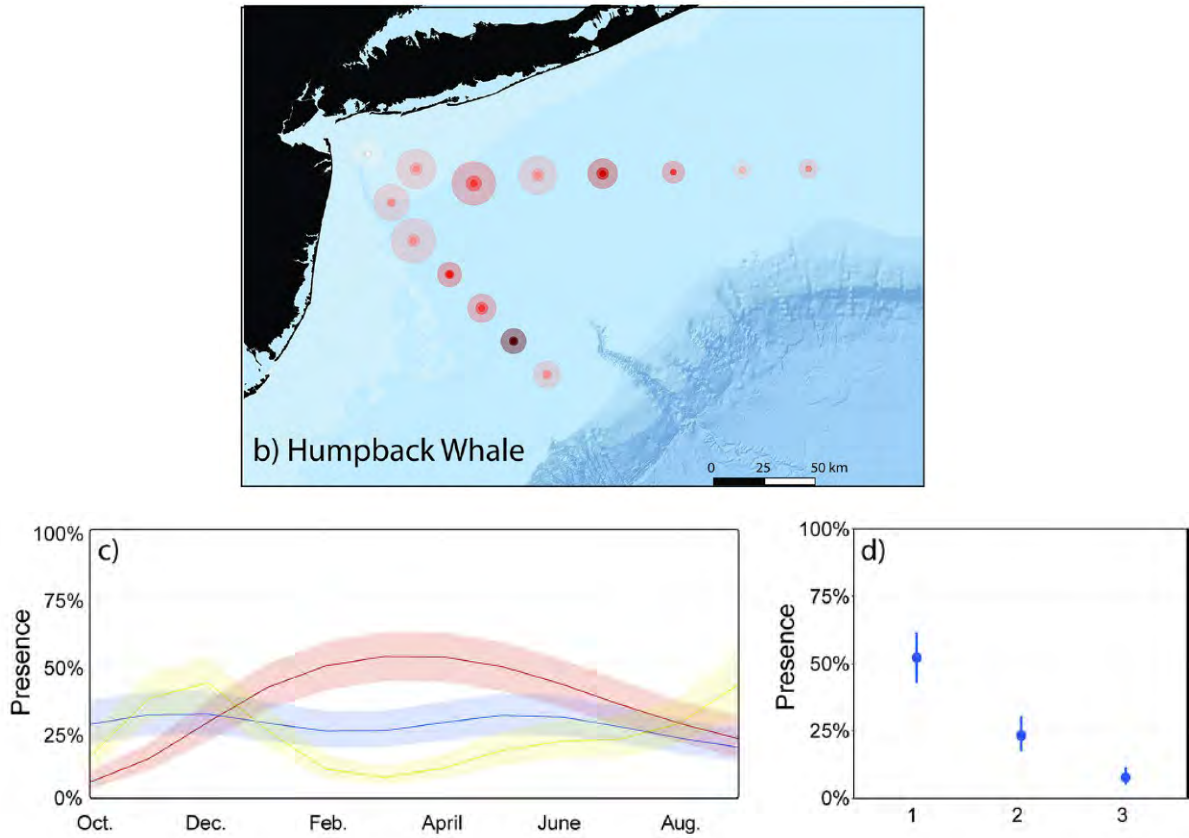 b) Humpback Whale
0 25 50 km
c)
100%
75%
50%
25%
0%
Presence
Oct. Dec. Feb. April June Aug.
d)
100%
75%
50%
25%
0%
Presence
1 2 3